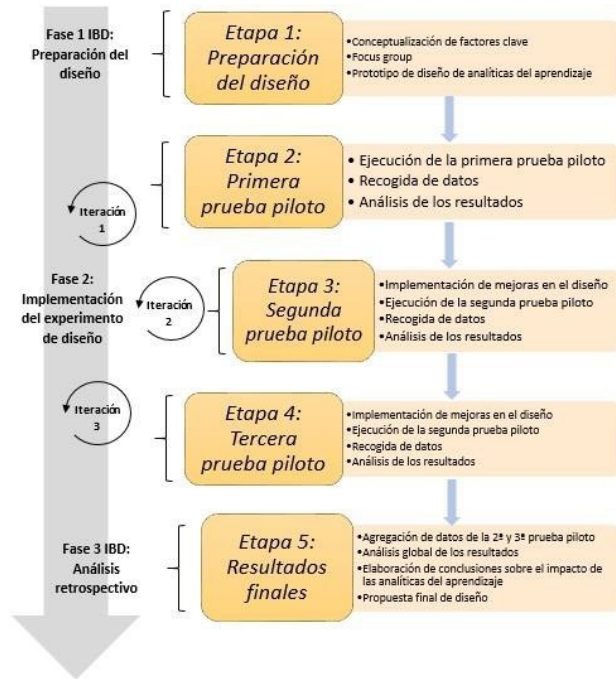 Fase 1 IBD:
Preparación del
diseño
Etapa 1:
Preparación
del diseño
•Conceptualización de factores clave
•Focus group
•Prototipo de diseño de analíticas del aprendizaje
Etapa 2:
Primera
prueba piloto
• Ejecución de la primera prueba piloto
• Recogida de datos
• Análisis de los resultados
Iteración
1
Fase 2:
Implementación
del experimento
de diseño
Iteración
2
Etapa 3:
Segunda
prueba piloto
•Implementación de mejoras en el diseño
•Ejecución de la segunda prueba piloto
•Recogida de datos
•Análisis de los resultados
Iteración
3
Etapa 4:
Tercera
prueba piloto
•Implementación de mejoras en el diseño
•Ejecución de la segunda prueba piloto
•Recogida de datos
•Análisis de los resultados
Fase 3 IBD:
Análisis
retrospectivo
Etapa 5:
Resultados
finales
•Agregación de datos de la 2ª y 3ª prueba piloto
•Análisis global de los resultados
•Elaboración de conclusiones sobre el impacto de
las analíticas del aprendizaje
•Propuesta final de diseño